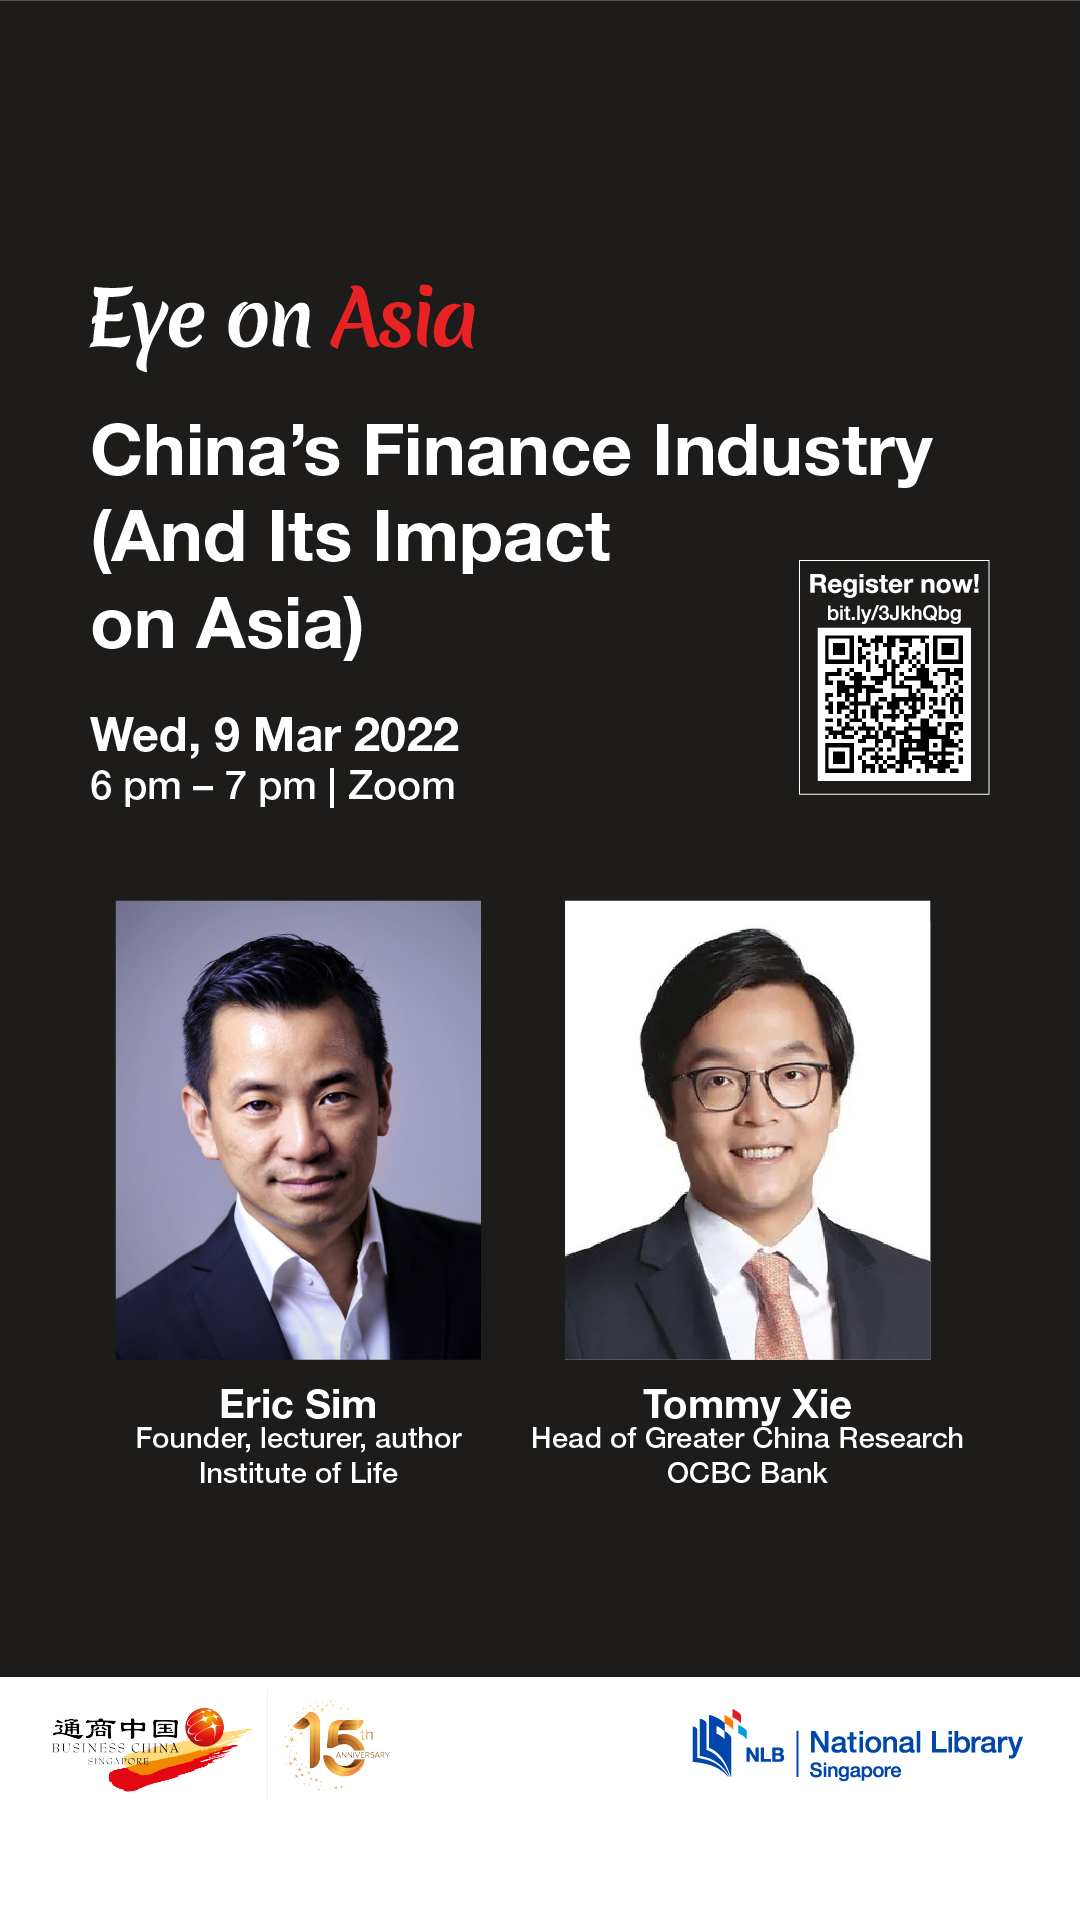 Eye on Asia
China’s Finance Industry
(And Its Impact
on Asia)
Register now!
bit.ly/3JkhQbg
Wed, 9 Mar 2022
6 pm – 7 pm | Zoom
Eric Sim
Founder, lecturer, author
Institute of Life
Tommy Xie
Head of Greater China Research
OCBC Bank
通商中国
BUSINESS CHINA
SINGAPORE
15th
ANNIVERSARY
NLB
National Library
Singapore